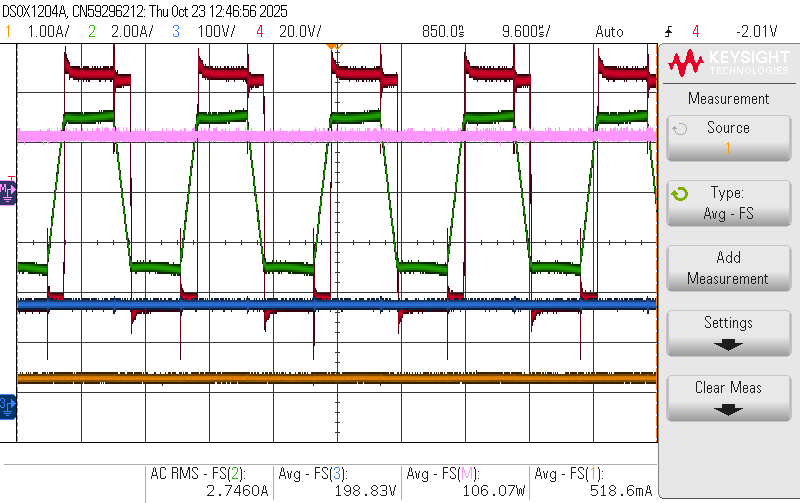 DSOX1204A, CN59296212: Thu Oct 23 12:46:56 2025
1 1.00A/ 2 2.00A/ 3 100V/ 4 20.0V/ 850.0ns 9.600us/ Auto 4 -2.01V
KEYSIGHT
TECHNOLOGIES
Measurement
Source
1
Type:
Avg - FS
Add
Measurement
Settings
Clear Meas
M
3
AC RMS - FS(2): Avg - FS(3): Avg - FS(M): Avg - FS(1):
2.7460A 198.83V 106.07W 518.6mA